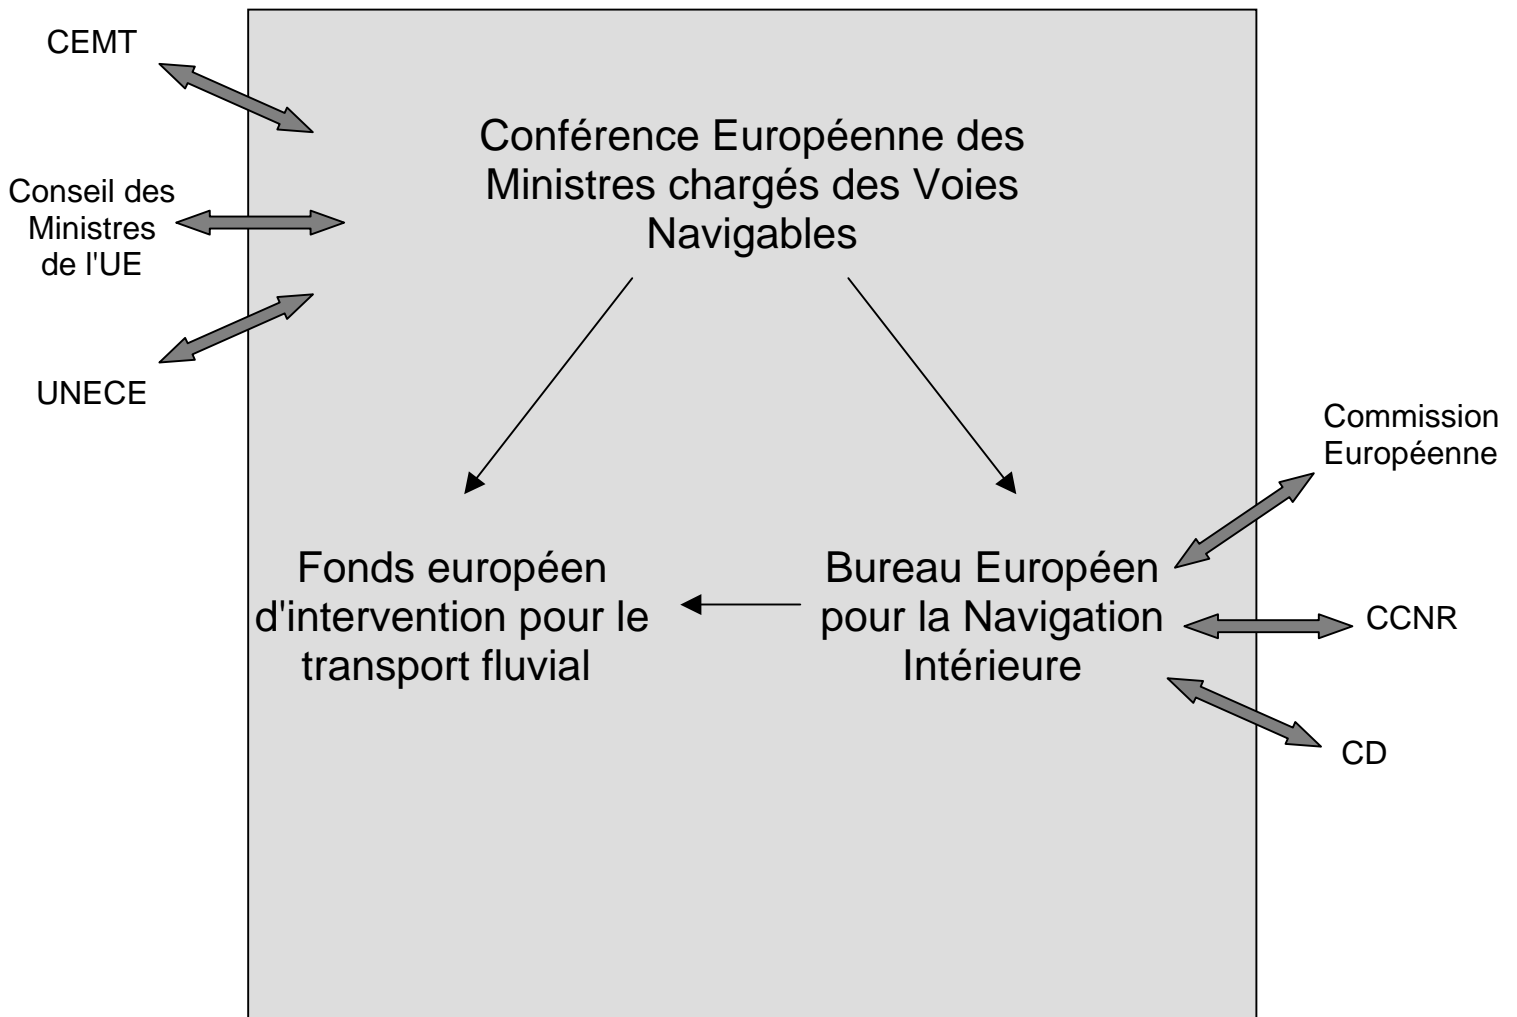 CEMT
Conseil des
Ministres
de l'UE
UNECE
Conférence Européenne des
Ministres chargés des Voies
Navigables
Fonds européen
d'intervention pour le
transport fluvial
Bureau Européen
pour la Navigation
Intérieure
Commission
Européenne
CCNR
CD